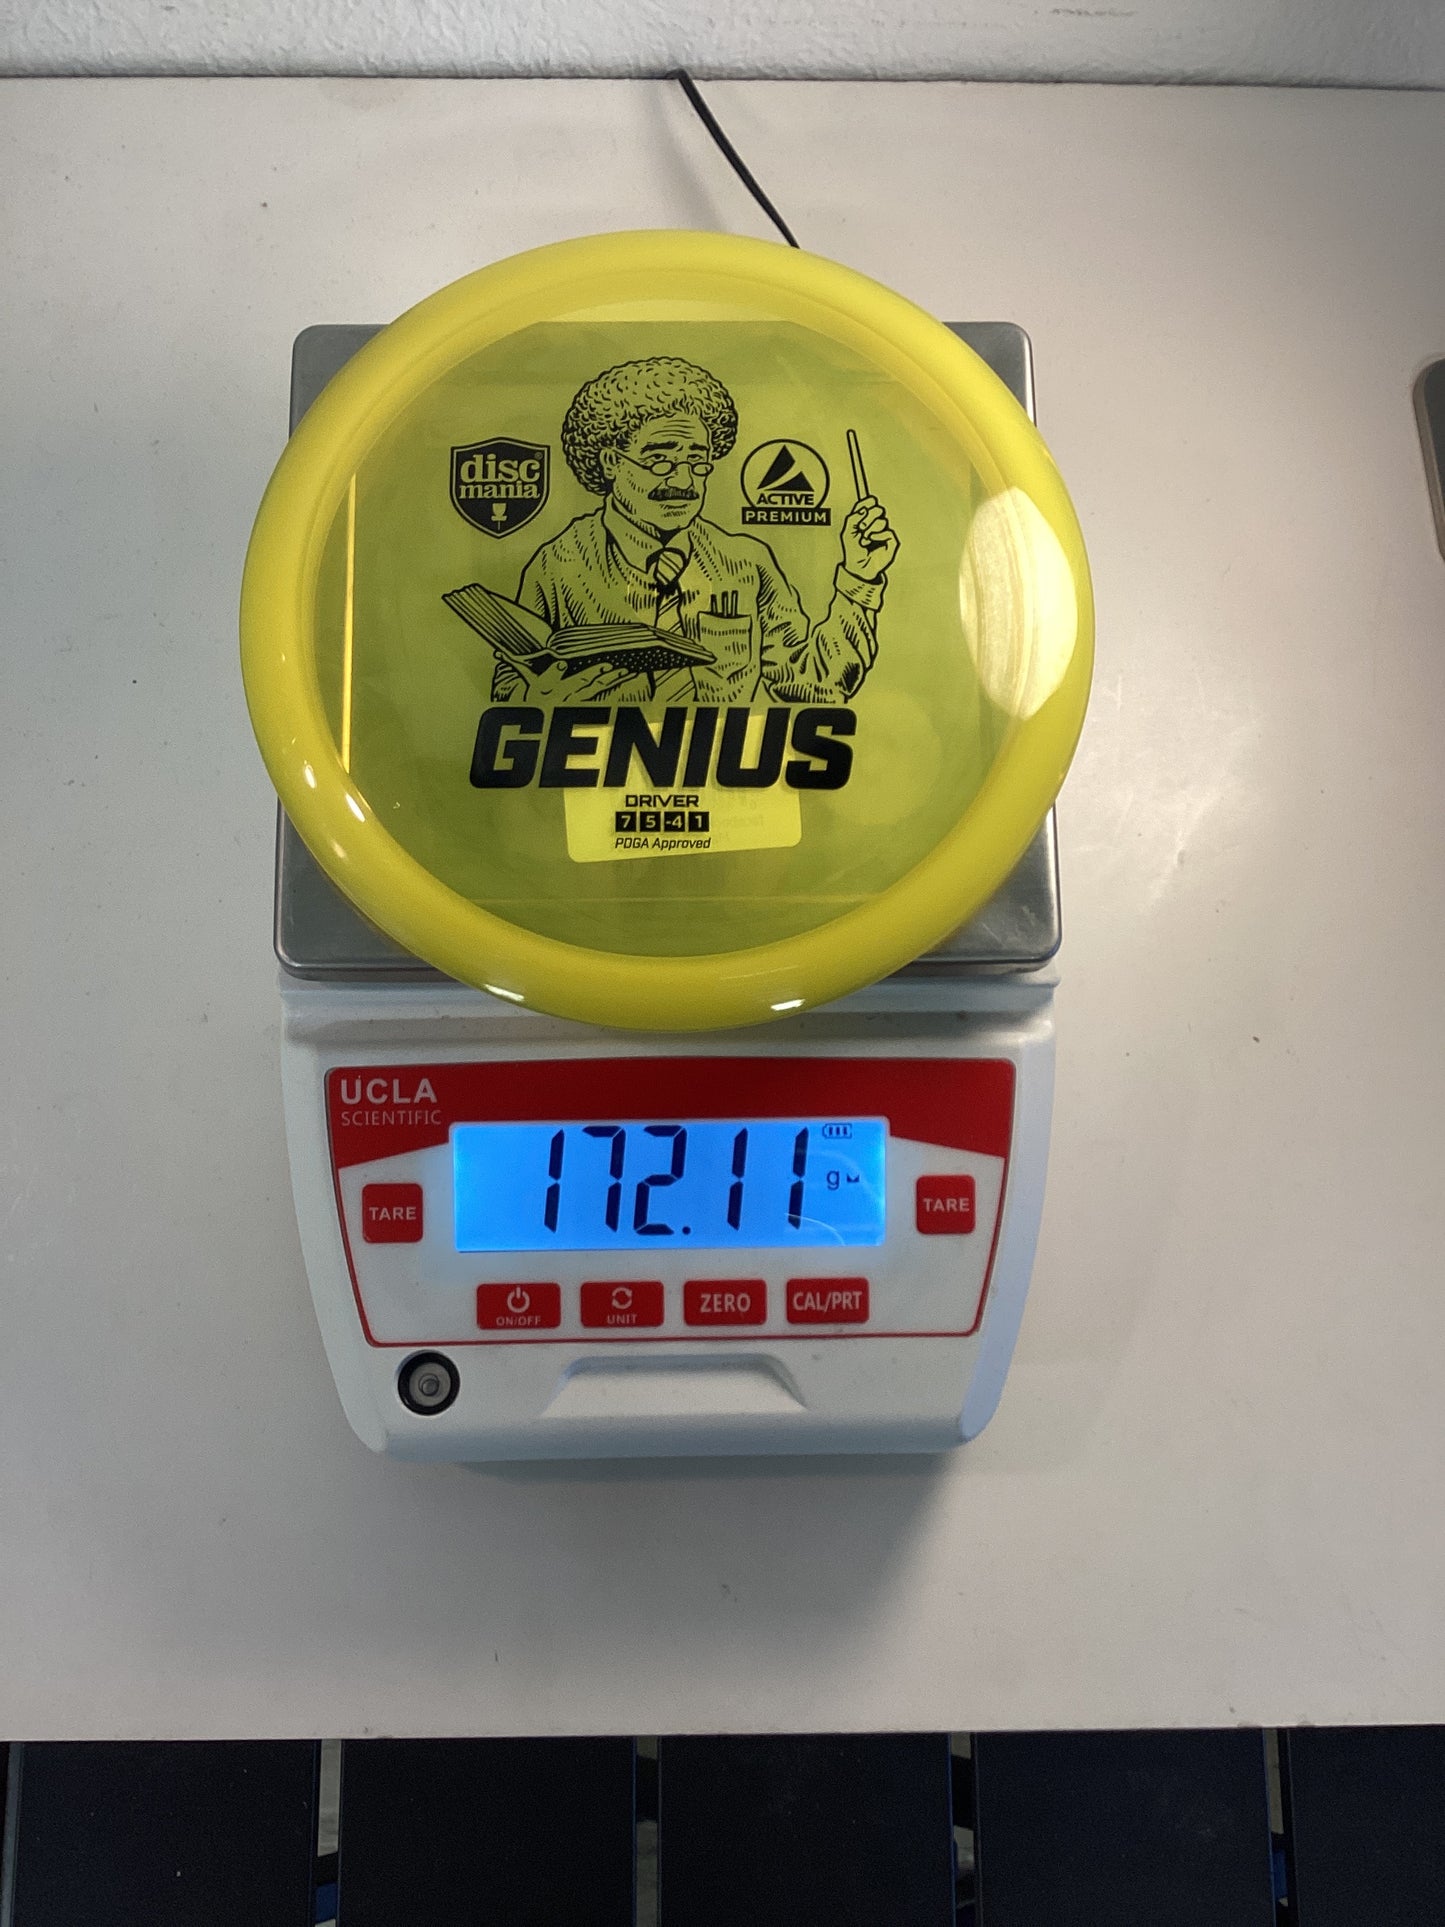 disc
mania®
ACTIVE
PREMIUM
GENIUS
DRIVER
7 5 -4 1
PDGA Approved
UCLA
SCIENTIFIC
172.11
g
TARE
TARE
ON/OFF
UNIT
ZERO
CAL/PRT